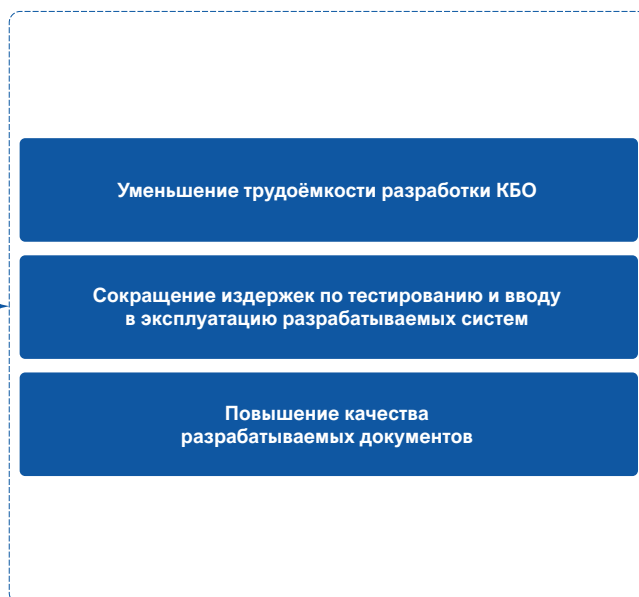 Уменьшение трудоёмкости разработки КБО
Сокращение издержек по тестированию и вводу
в эксплуатацию разрабатываемых систем
Повышение качества
разрабатываемых документов